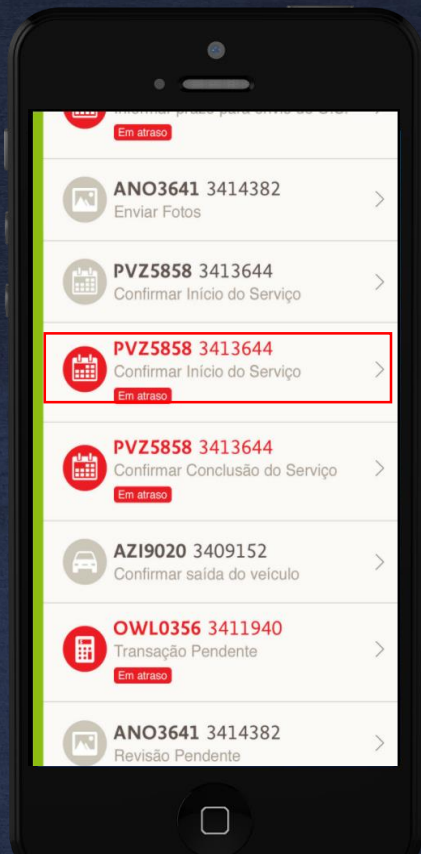 Em atraso
ANO3641 3414382
Enviar Fotos
PVZ5858 3413644
Confirmar Início do Serviço
PVZ5858 3413644
Confirmar Início do Serviço
Em atraso
PVZ5858 3413644
Confirmar Conclusão do Serviço
Em atraso
AZI9020 3409152
Confirmar saída do veículo
OWL0356 3411940
Transação Pendente
Em atraso
ANO3641 3414382
Revisão Pendente